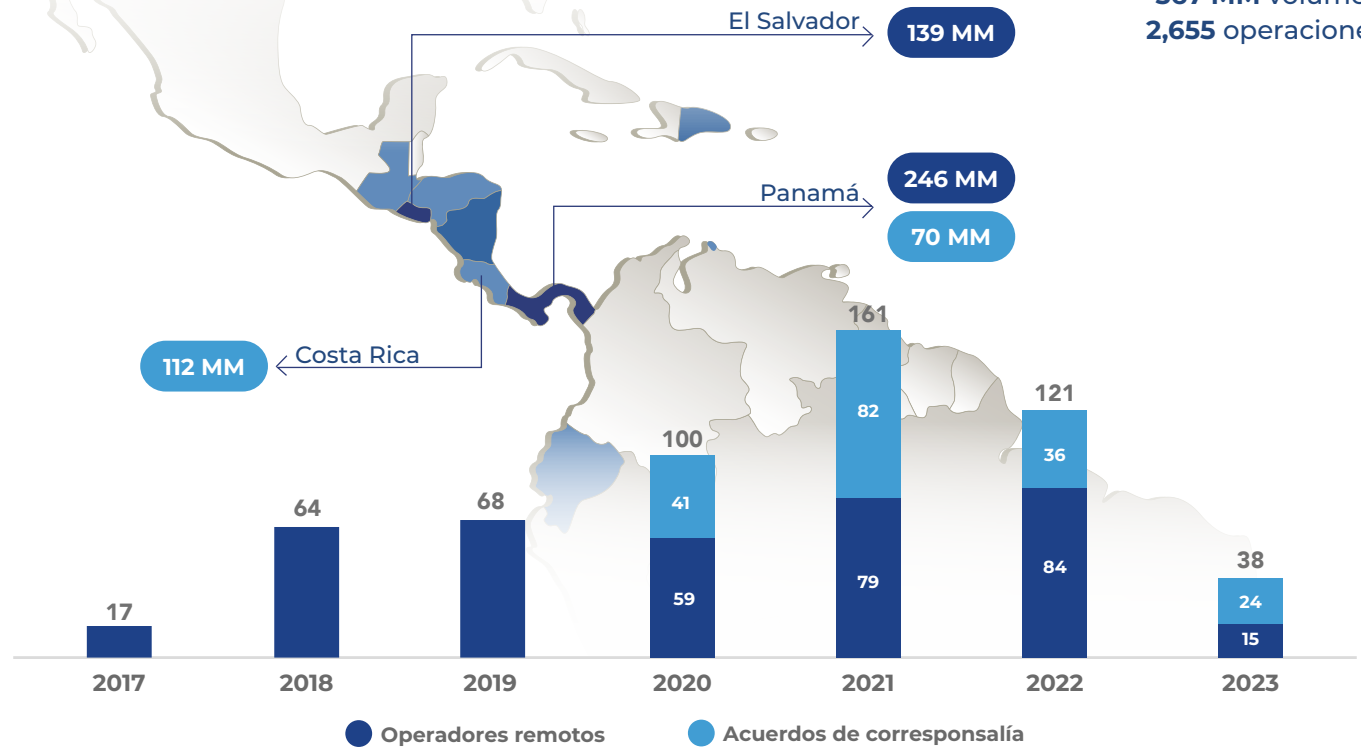 El Salvador
139 MM
2,655
Panamá
246 MM
70 MM
Costa Rica
112 MM
161
82
79
121
36
84
100
41
59
64
68
38
24
15
17
2017 2018 2019 2020 2021 2022 2023
Operadores remotos Acuerdos de corresponsalía